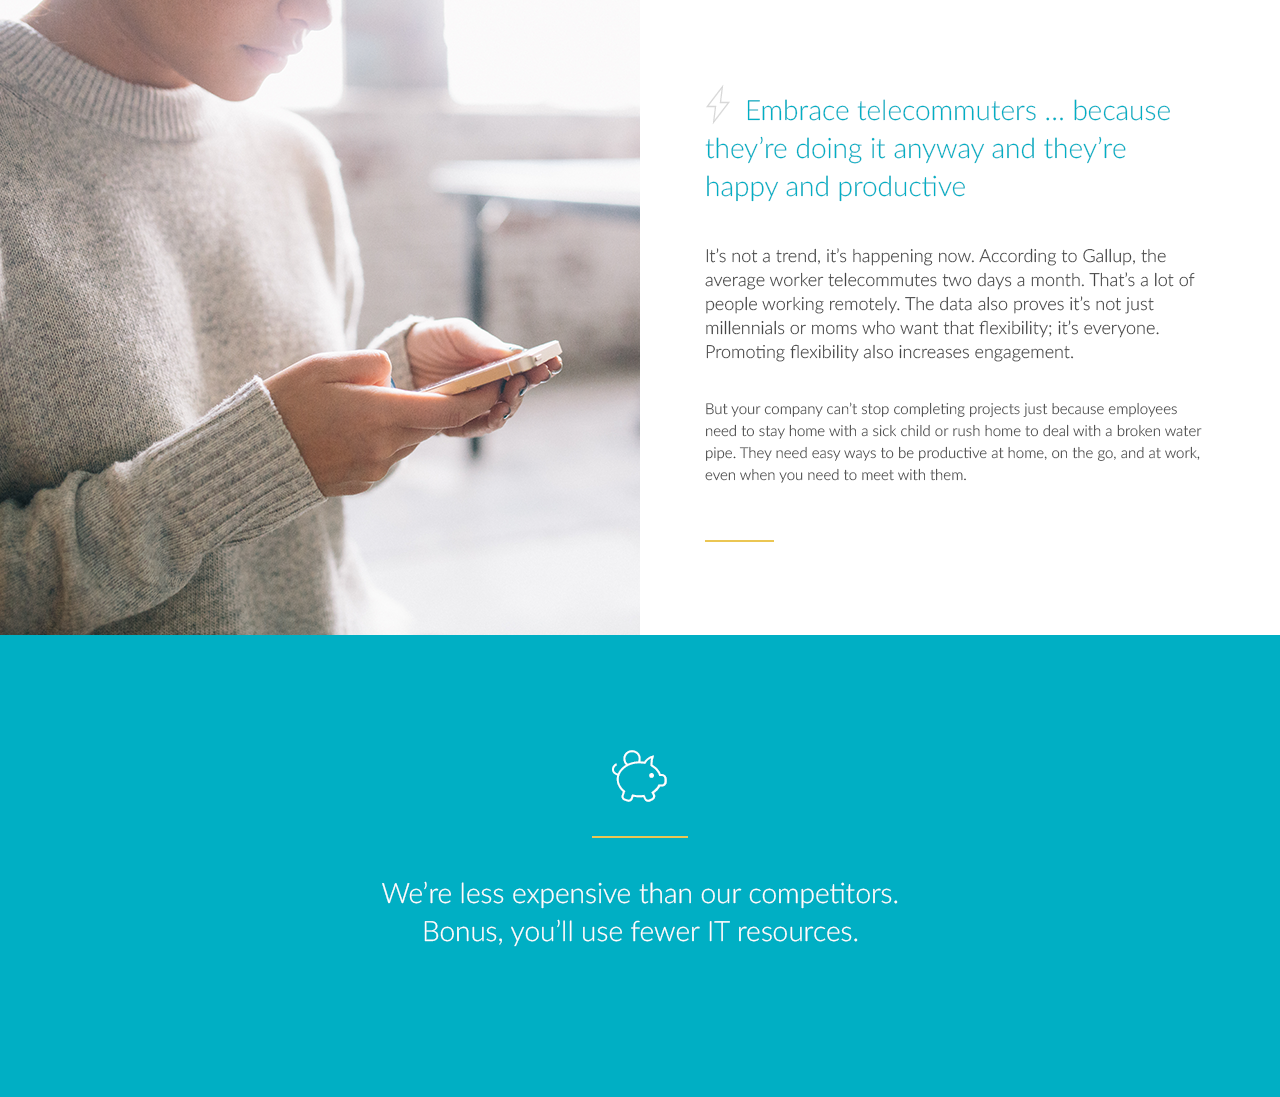 Embrace telecommuters ... because
they’re doing it anyway and they’re
happy and productive
It’s not a trend, it’s happening now. According to Gallup, the
average worker telecommutes two days a month. That’s a lot of
people working remotely. The data also proves it’s not just
millennials or moms who want that flexibility; it’s everyone.
Promoting flexibility also increases engagement.
But your company can’t stop completing projects just because employees
need to stay home with a sick child or rush home to deal with a broken water
pipe. They need easy ways to be productive at home, on the go, and at work,
even when you need to meet with them.
We’re less expensive than our competitors.
Bonus, you’ll use fewer IT resources.